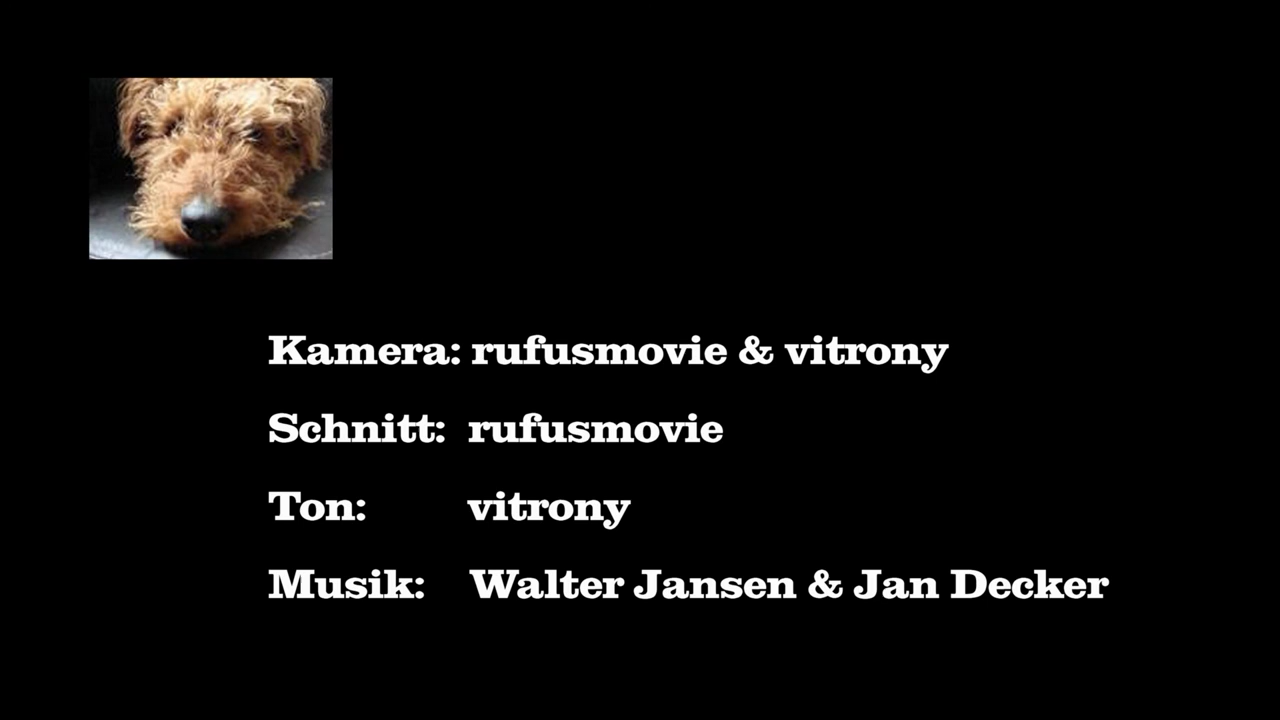 Kamera: rufusmovie & vitrony
Schnitt: rufusmovie
Ton: vitrony
Musik: Walter Jansen & Jan Decker